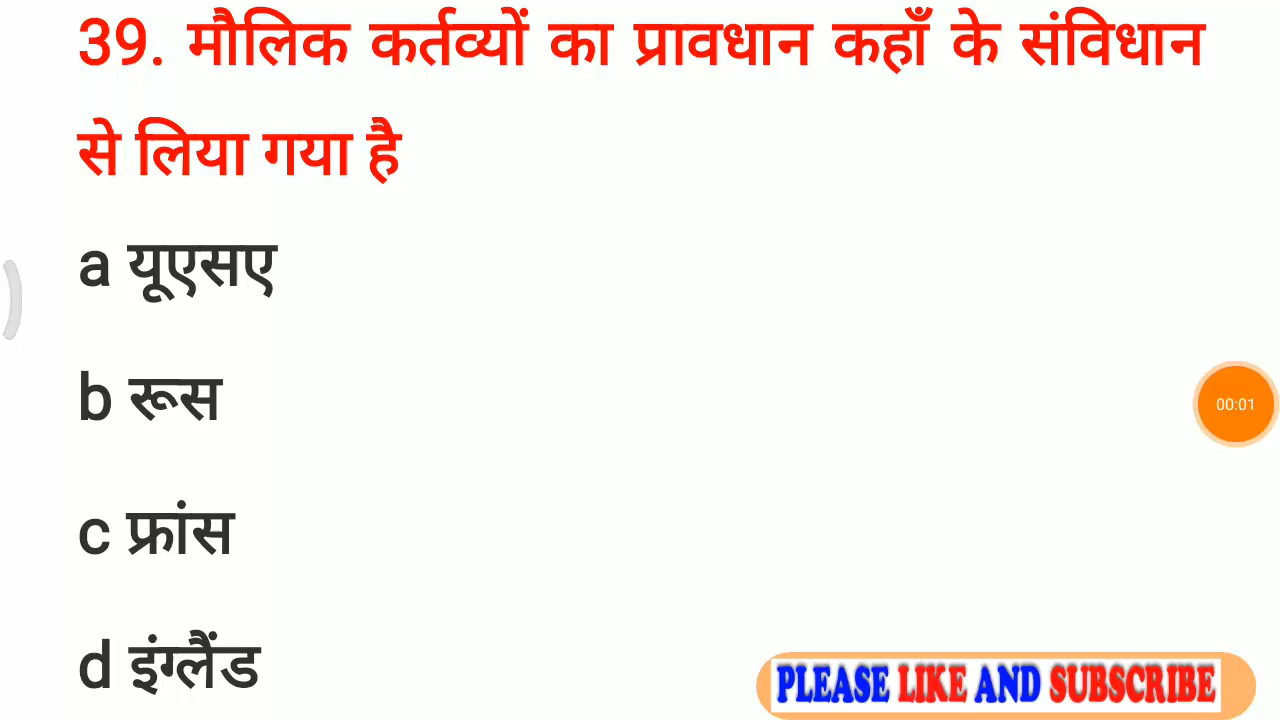 39. मौलिक कर्तव्यों का प्रावधान कहाँ के संविधान
से लिया गया है
a यूएसए
b रूस
00:01
c फ्रांस
d इंग्लैंड
PLEASE LIKE AND SUBSCRIBE